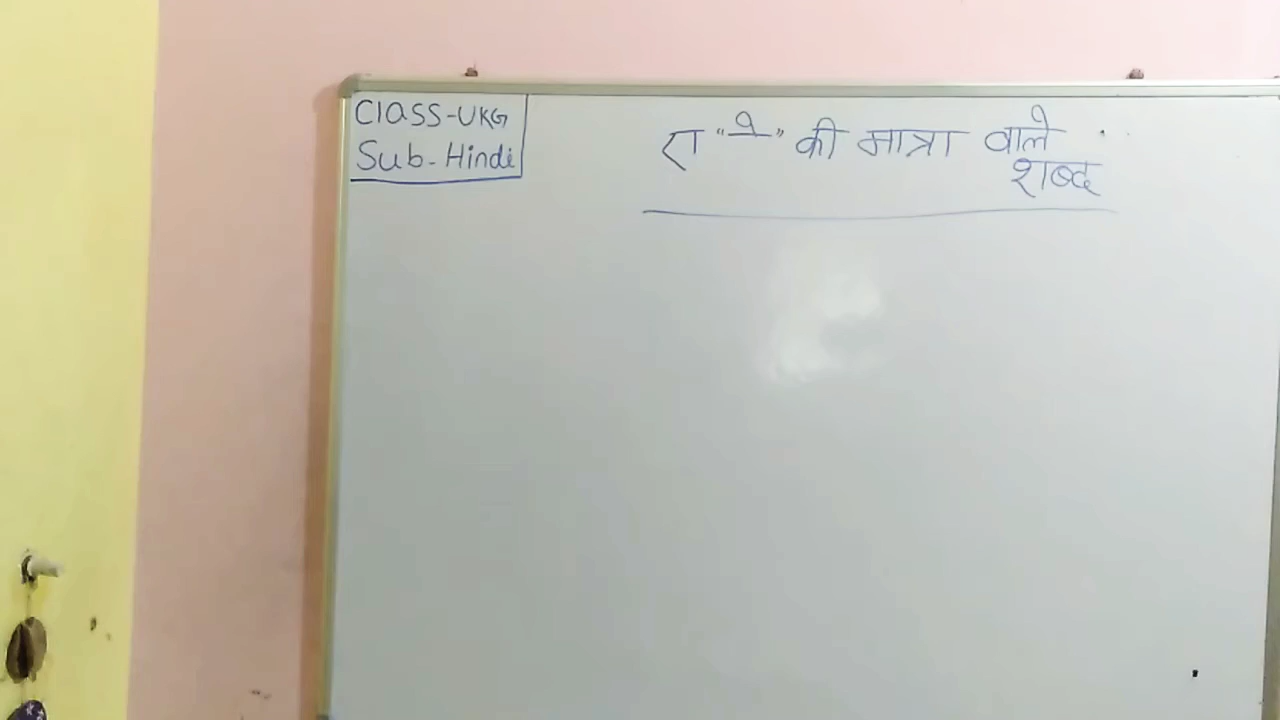 Class-UKG
Sub-Hindi
ए "े" की मात्रा वाले
शब्द